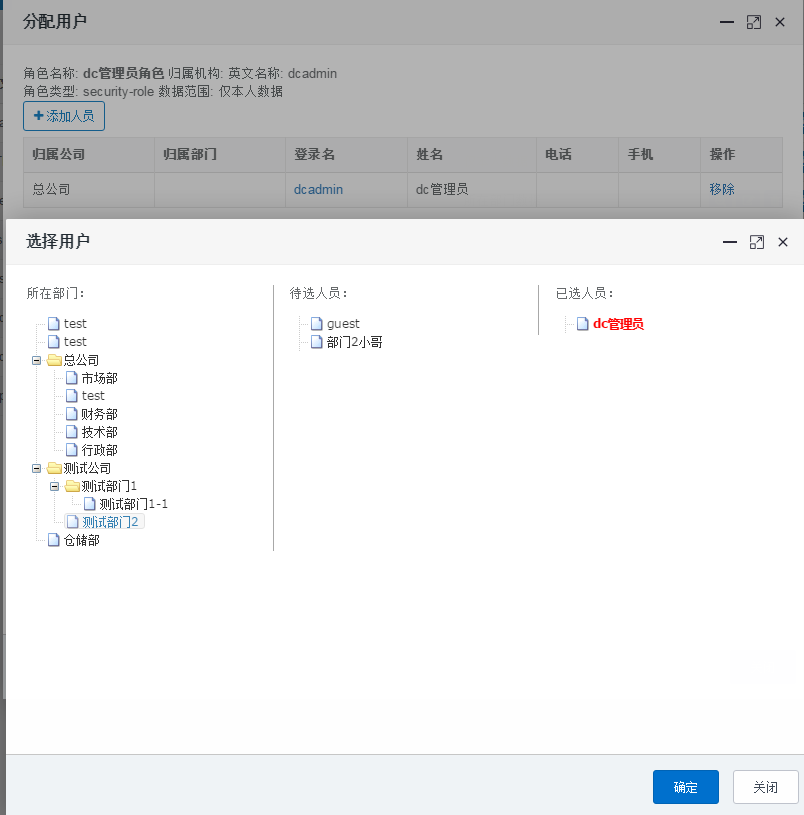 分配用户
角色名称: dc管理员角色 归属机构: 英文名称: dcadmin
角色类型: security-role 数据范围: 仅本人数据
添加人员
归属公司 归属部门 登录名 姓名 电话 手机 操作
总公司 dcadmin dc管理员 移除
选择用户
所在部门: 待选人员: 已选人员:
test guest dc管理员
test 部门2小哥
总公司
市场部
test
财务部
技术部
行政部
测试公司
测试部门1
测试部门1-1
测试部门2
仓储部
确定 关闭